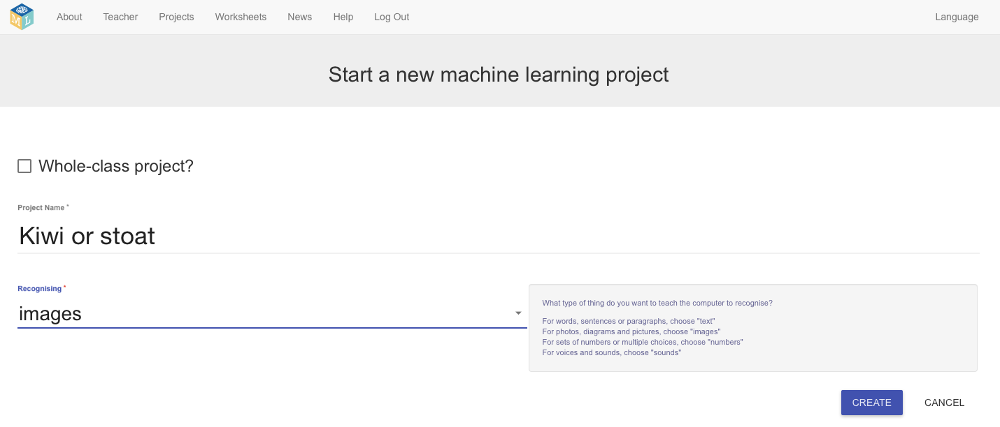 M L
About Teacher Projects Worksheets News Help Log Out Language
Start a new machine learning project
Whole-class project?
Project Name *
Kiwi or stoat
Recognising *
images
What type of thing do you want to teach the computer to recognise?
For words, sentences or paragraphs, choose "text"
For photos, diagrams and pictures, choose "images"
For sets of numbers or multiple choices, choose "numbers"
For voices and sounds, choose "sounds"
CREATE CANCEL